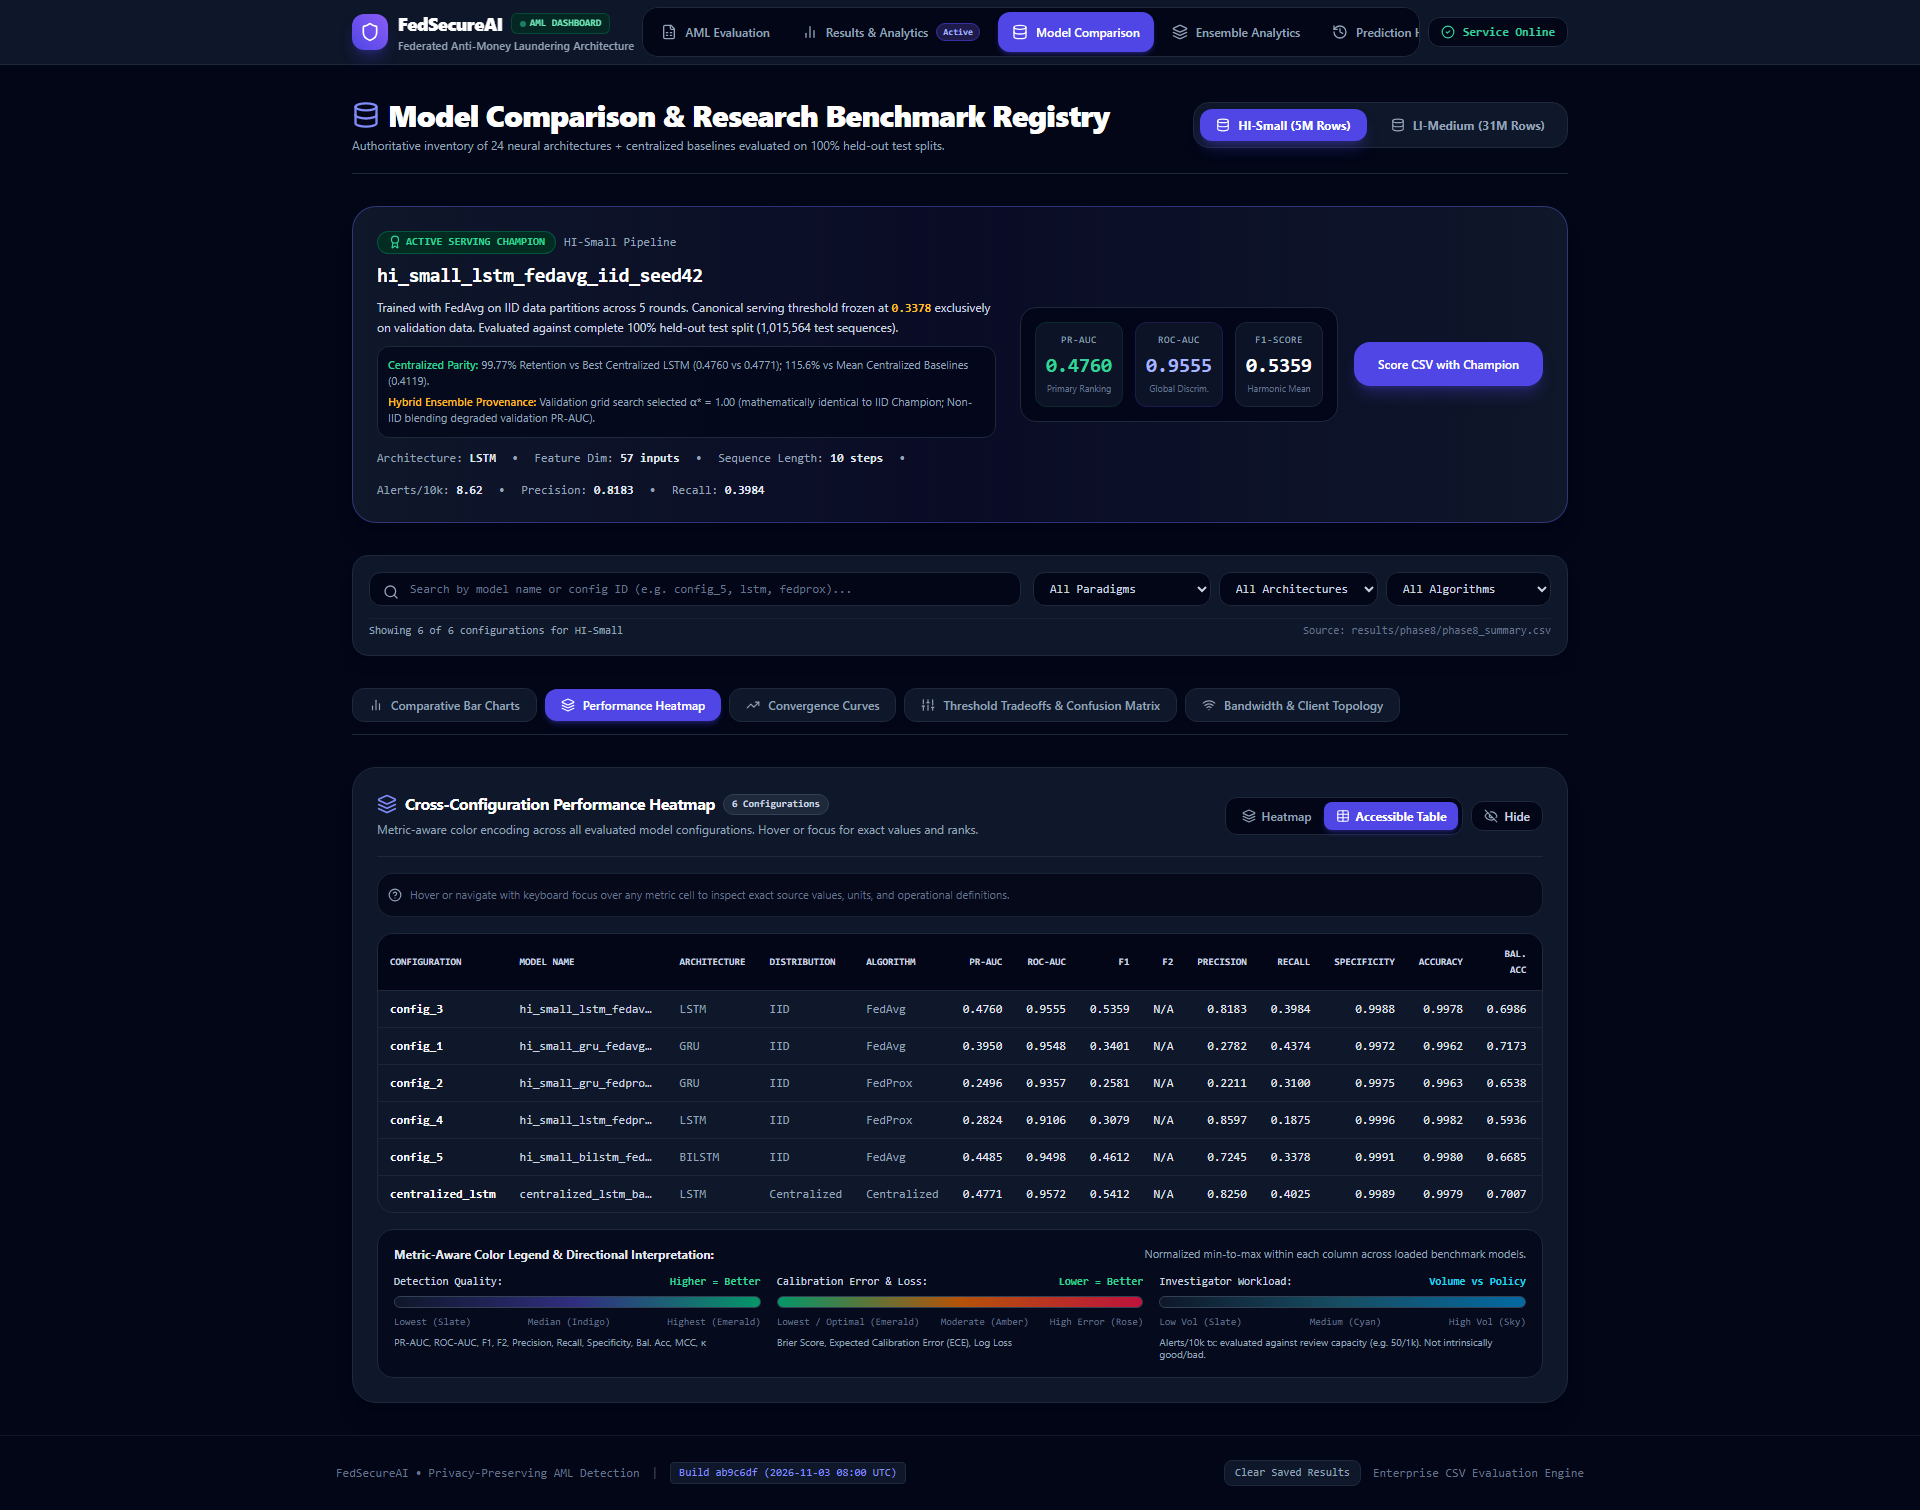 FedSecureAI
AML DASHBOARD
Federated Anti-Money Laundering Architecture
AML Evaluation
Results & Analytics
Active
Model Comparison
Ensemble Analytics
Prediction H
Service Online
Model Comparison & Research Benchmark Registry
Authoritative inventory of 24 neural architectures + centralized baselines evaluated on 100% held-out test splits.
HI-Small (5M Rows)
LI-Medium (31M Rows)
ACTIVE SERVING CHAMPION
HI-Small Pipeline
hi_small_lstm_fedavg_iid_seed42
Trained with FedAvg on IID data partitions across 5 rounds. Canonical serving threshold frozen at 0.3378 exclusively
on validation data. Evaluated against complete 100% held-out test split (1,015,564 test sequences).
Centralized Parity: 99.77% Retention vs Best Centralized LSTM (0.4760 vs 0.4771); 115.6% vs Mean Centralized Baselines
(0.4119).
Hybrid Ensemble Provenance: Validation grid search selected α* = 1.00 (mathematically identical to IID Champion; Non-
IID blending degraded validation PR-AUC).
Architecture: LSTM • Feature Dim: 57 inputs • Sequence Length: 10 steps •
Alerts/10k: 8.62 • Precision: 0.8183 • Recall: 0.3984
PR-AUC
0.4760
Primary Ranking
ROC-AUC
0.9555
Global Discrim.
F1-SCORE
0.5359
Harmonic Mean
Score CSV with Champion
Search by model name or config ID (e.g. config_5, lstm, fedprox)...
All Paradigms
All Architectures
All Algorithms
Showing 6 of 6 configurations for HI-Small
Source: results/phase8/phase8_summary.csv
Comparative Bar Charts
Performance Heatmap
Convergence Curves
Threshold Tradeoffs & Confusion Matrix
Bandwidth & Client Topology
Cross-Configuration Performance Heatmap
6 Configurations
Metric-aware color encoding across all evaluated model configurations. Hover or focus for exact values and ranks.
Heatmap
Accessible Table
Hide
Hover or navigate with keyboard focus over any metric cell to inspect exact source values, units, and operational definitions.
CONFIGURATION MODEL NAME ARCHITECTURE DISTRIBUTION ALGORITHM PR-AUC ROC-AUC F1 F2 PRECISION RECALL SPECIFICITY ACCURACY BAL. ACC
config_3 hi_small_lstm_fedav… LSTM IID FedAvg 0.4760 0.9555 0.5359 N/A 0.8183 0.3984 0.9988 0.9978 0.6986
config_1 hi_small_gru_fedavg… GRU IID FedAvg 0.3950 0.9548 0.3401 N/A 0.2782 0.4374 0.9972 0.9962 0.7173
config_2 hi_small_gru_fedpro… GRU IID FedProx 0.2496 0.9357 0.2581 N/A 0.2211 0.3100 0.9975 0.9963 0.6538
config_4 hi_small_lstm_fedpr… LSTM IID FedProx 0.2824 0.9106 0.3079 N/A 0.8597 0.1875 0.9996 0.9982 0.5936
config_5 hi_small_bilstm_fed… BILSTM IID FedAvg 0.4485 0.9498 0.4612 N/A 0.7245 0.3378 0.9991 0.9980 0.6685
centralized_lstm centralized_lstm_ba… LSTM Centralized Centralized 0.4771 0.9572 0.5412 N/A 0.8250 0.4025 0.9989 0.9979 0.7007
Metric-Aware Color Legend & Directional Interpretation:
Normalized min-to-max within each column across loaded benchmark models.
Detection Quality: Higher = Better
Lowest (Slate) Median (Indigo) Highest (Emerald)
PR-AUC, ROC-AUC, F1, F2, Precision, Recall, Specificity, Bal. Acc, MCC, κ
Calibration Error & Loss: Lower = Better
Lowest / Optimal (Emerald) Moderate (Amber) High Error (Rose)
Brier Score, Expected Calibration Error (ECE), Log Loss
Investigator Workload: Volume vs Policy
Low Vol (Slate) Medium (Cyan) High Vol (Sky)
Alerts/10k tx: evaluated against review capacity (e.g. 50/1k). Not intrinsically
good/bad.
FedSecureAI • Privacy-Preserving AML Detection | Build ab9c6df (2026-11-03 08:00 UTC)
Clear Saved Results
Enterprise CSV Evaluation Engine